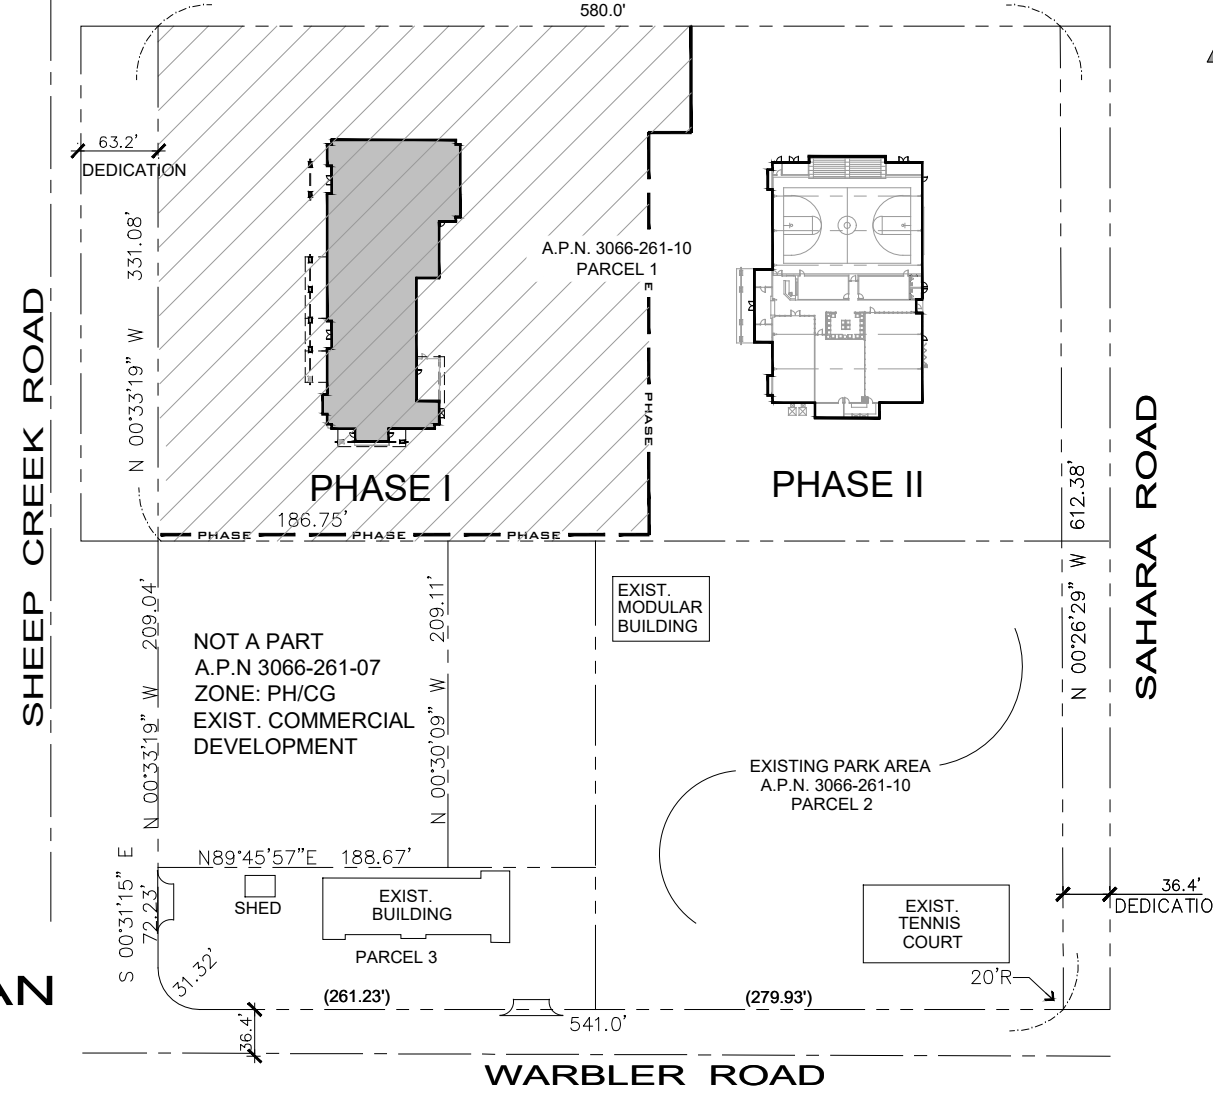 580.0'
63.2'
DEDICATION
N 00°33'19" W 331.08'
A.P.N. 3066-261-10
PARCEL 1
E
PHASE
PHASE I
PHASE II
186.75'
PHASE PHASE PHASE
SHEEP CREEK ROAD
SAHARA ROAD
N 00°26'29" W 612.38'
N 00°33'19" W 209.04'
N 00°30'09" W 209.11'
NOT A PART
A.P.N 3066-261-07
ZONE: PH/CG
EXIST. COMMERCIAL
DEVELOPMENT
EXIST.
MODULAR
BUILDING
EXISTING PARK AREA
A.P.N. 3066-261-10
PARCEL 2
N89°45'57"E 188.67'
S 00°31'15" E
72.23'
SHED
EXIST.
BUILDING
PARCEL 3
EXIST.
TENNIS
COURT
36.4'
DEDICATIO
20'R
31.32'
(261.23')
(279.93')
541.0'
36.4'
AN
WARBLER ROAD